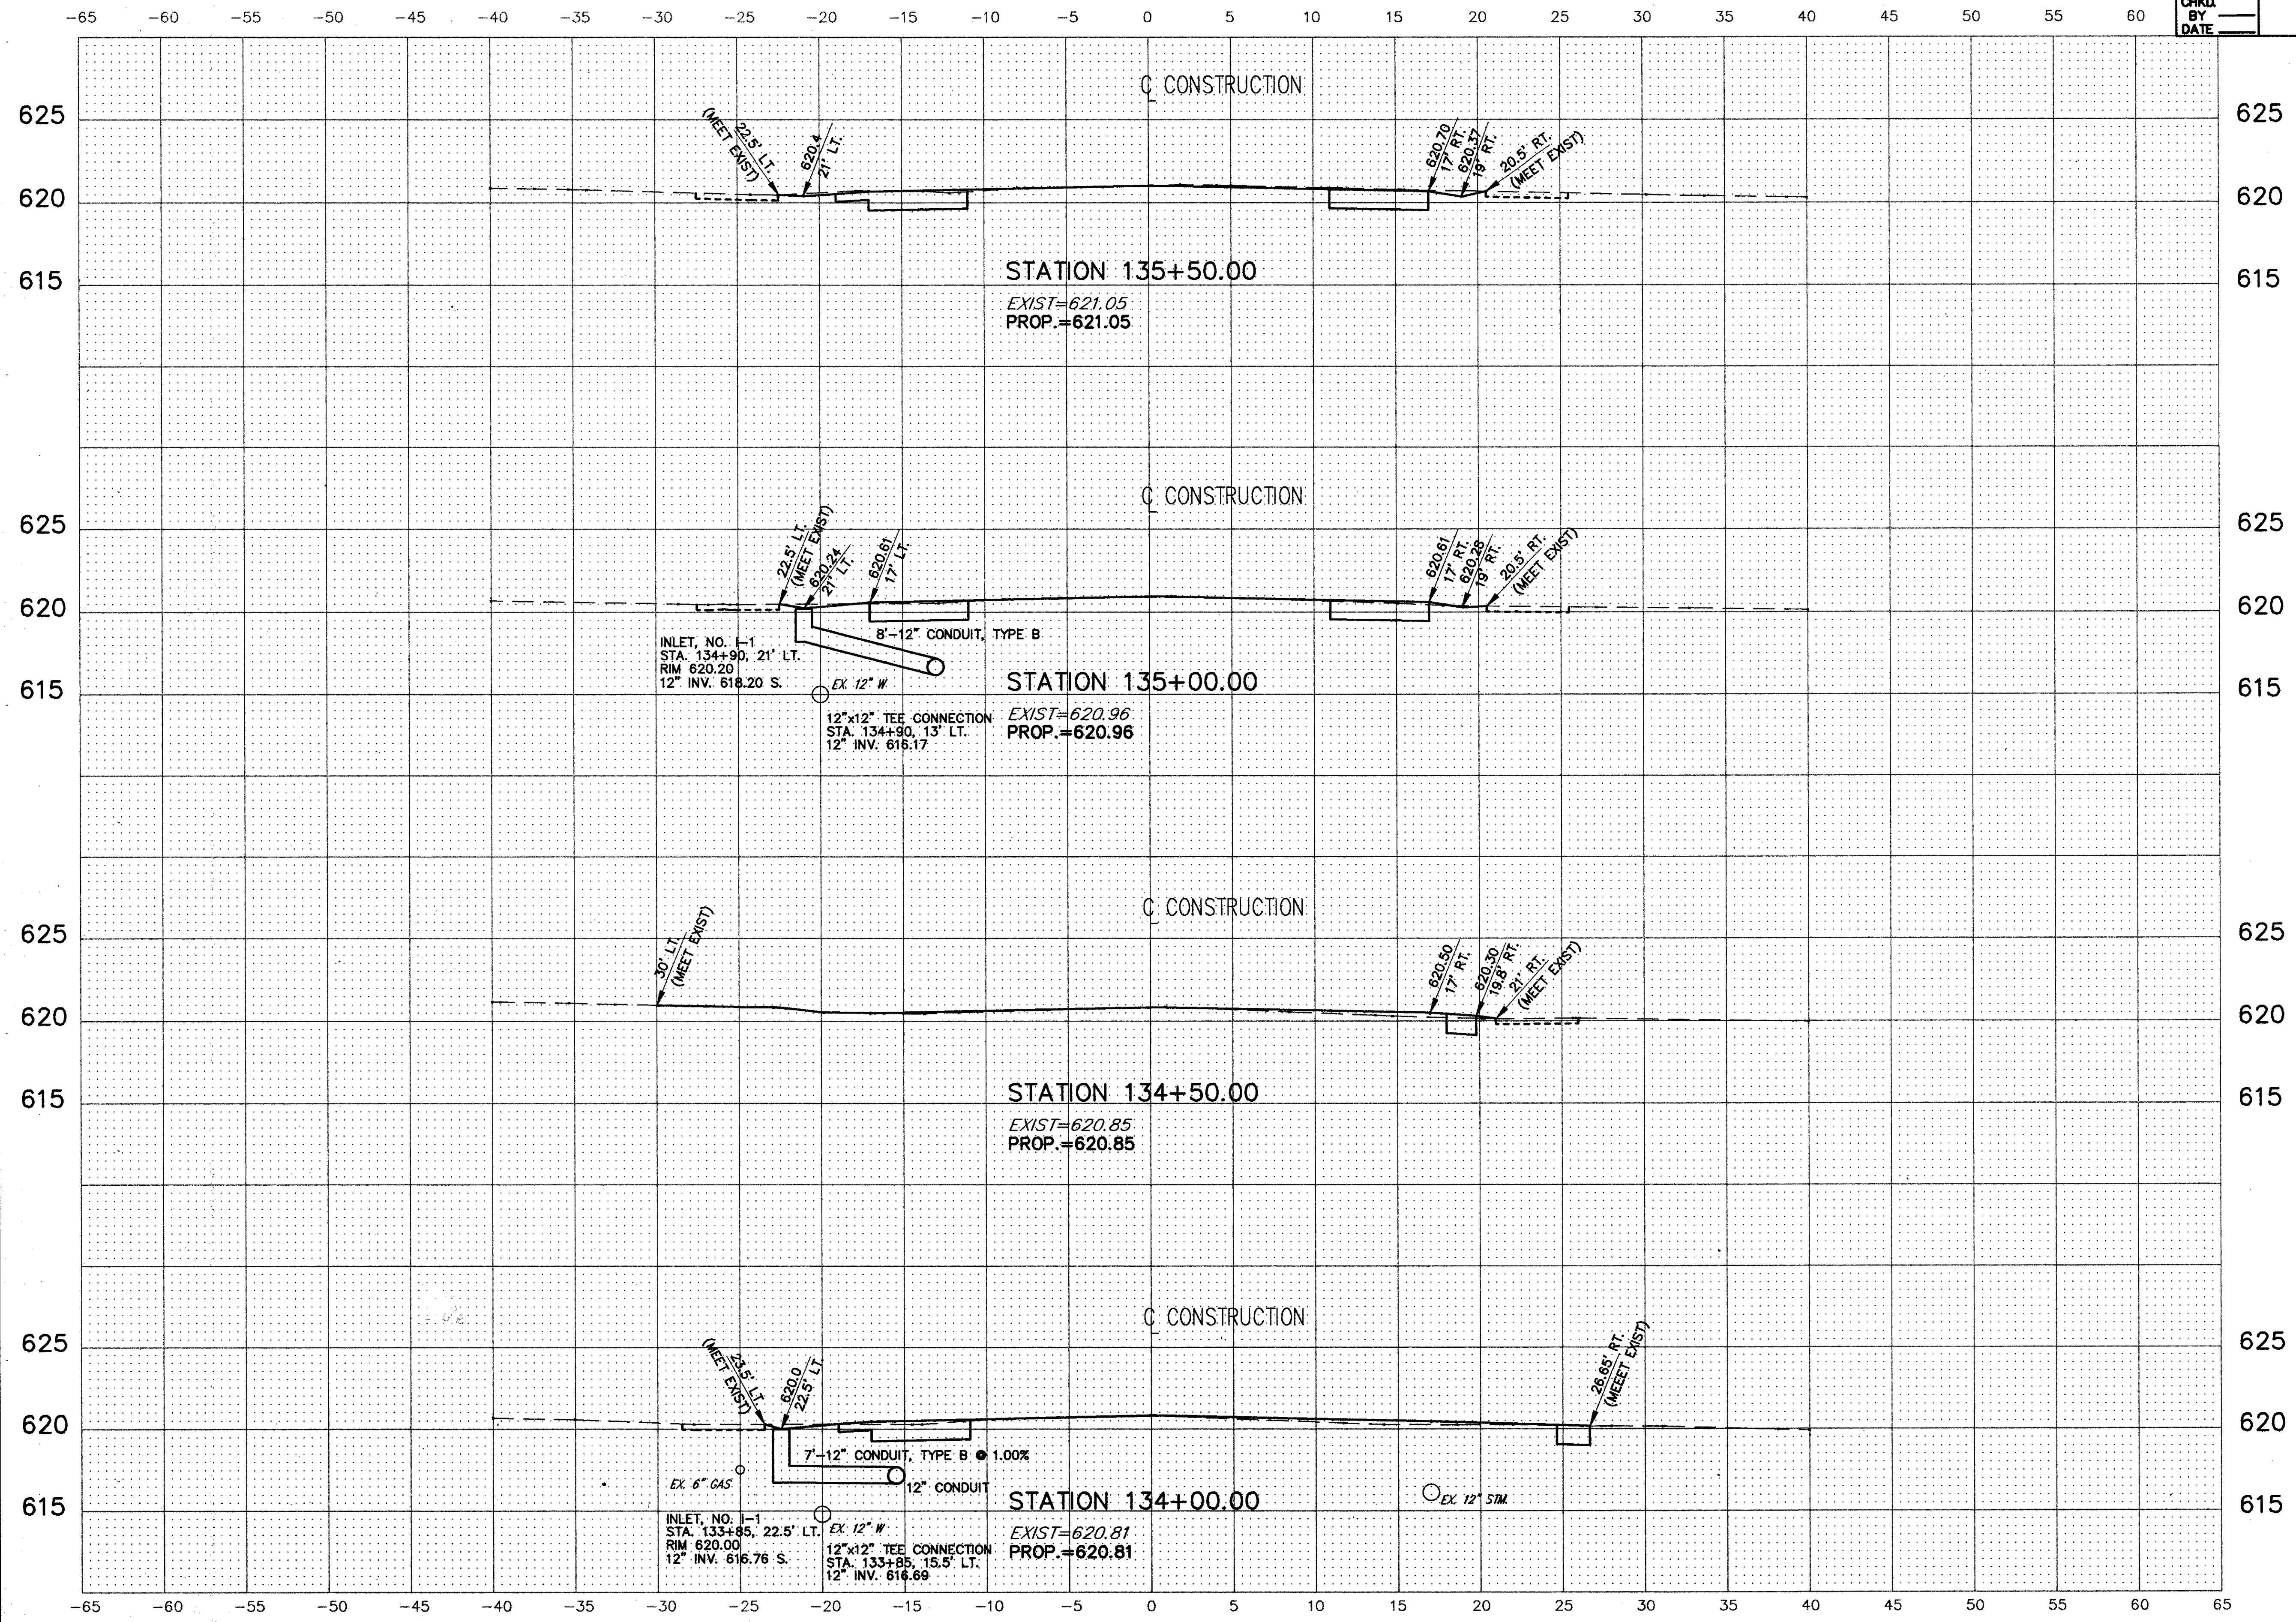 -65 -60 -55 -50 -45 -40 -35 -30 -25 -20 -15 -10 -5 0 5 10 15 20 25 30 35 40 45 50 55 60
CHKD.
BY
DATE
℄ CONSTRUCTION
625 625
22.5' LT.
(MEET EXIST)
620.4
21' LT.
620.70
17' RT.
620.37
19' RT.
20.5' RT.
(MEET EXIST)
620 620
615 615
STATION 135+50.00
EXIST=621.05
PROP.=621.05
℄ CONSTRUCTION
625 625
22.5' LT.
(MEET EXIST)
620.24
21' LT.
620.61
17' LT.
620.61
17' RT.
620.28
19' RT.
20.5' RT.
(MEET EXIST)
620 620
8'-12" CONDUIT, TYPE B
INLET, NO. I-1
STA. 134+90, 21' LT.
RIM 620.20
12" INV. 618.20 S.
EX. 12" W
615 615
STATION 135+00.00
12"x12" TEE CONNECTION
STA. 134+90, 13' LT.
12" INV. 616.17
EXIST=620.96
PROP.=620.96
℄ CONSTRUCTION
625 625
30' LT.
(MEET EXIST)
620.50
17' RT.
620.30
19.8' RT.
21' RT.
(MEET EXIST)
620 620
615 615
STATION 134+50.00
EXIST=620.85
PROP.=620.85
℄ CONSTRUCTION
625 625
23.5' LT.
(MEET EXIST)
620.0
22.5' LT.
26.65' RT.
(MEEET EXIST)
620 620
7'-12" CONDUIT, TYPE B @ 1.00%
EX. 6" GAS
12" CONDUIT
615 615
STATION 134+00.00
EX. 12" STM.
INLET, NO. I-1
STA. 133+85, 22.5' LT.
RIM 620.00
12" INV. 616.76 S.
EX. 12" W
12"x12" TEE CONNECTION
STA. 133+85, 15.5' LT.
12" INV. 616.69
EXIST=620.81
PROP.=620.81
-65 -60 -55 -50 -45 -40 -35 -30 -25 -20 -15 -10 -5 0 5 10 15 20 25 30 35 40 45 50 55 60 65